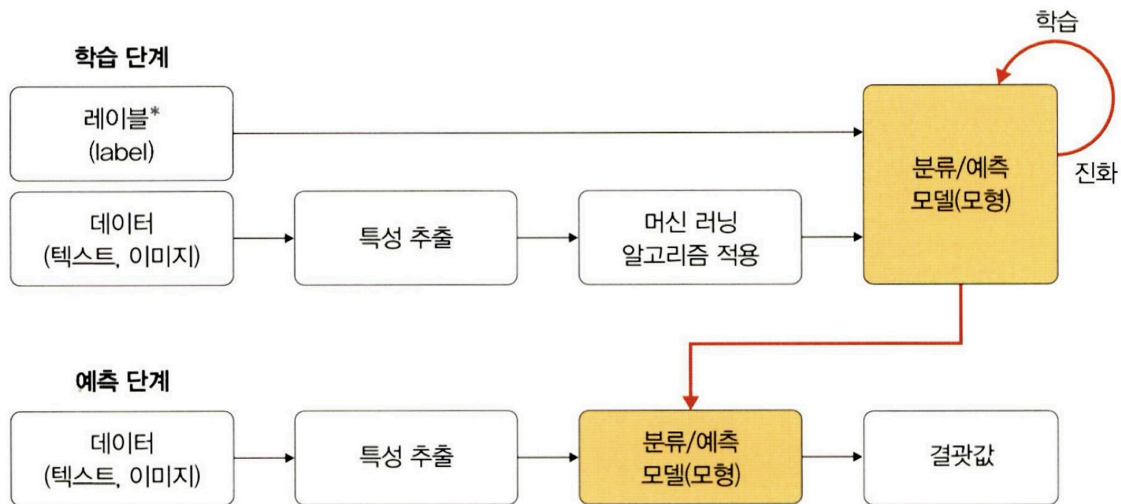 학습
학습 단계
레이블*
(label)
분류/예측
모델(모형)
진화
데이터
(텍스트, 이미지)
특성 추출
머신 러닝
알고리즘 적용
예측 단계
데이터
(텍스트, 이미지)
특성 추출
분류/예측
모델(모형)
결괏값